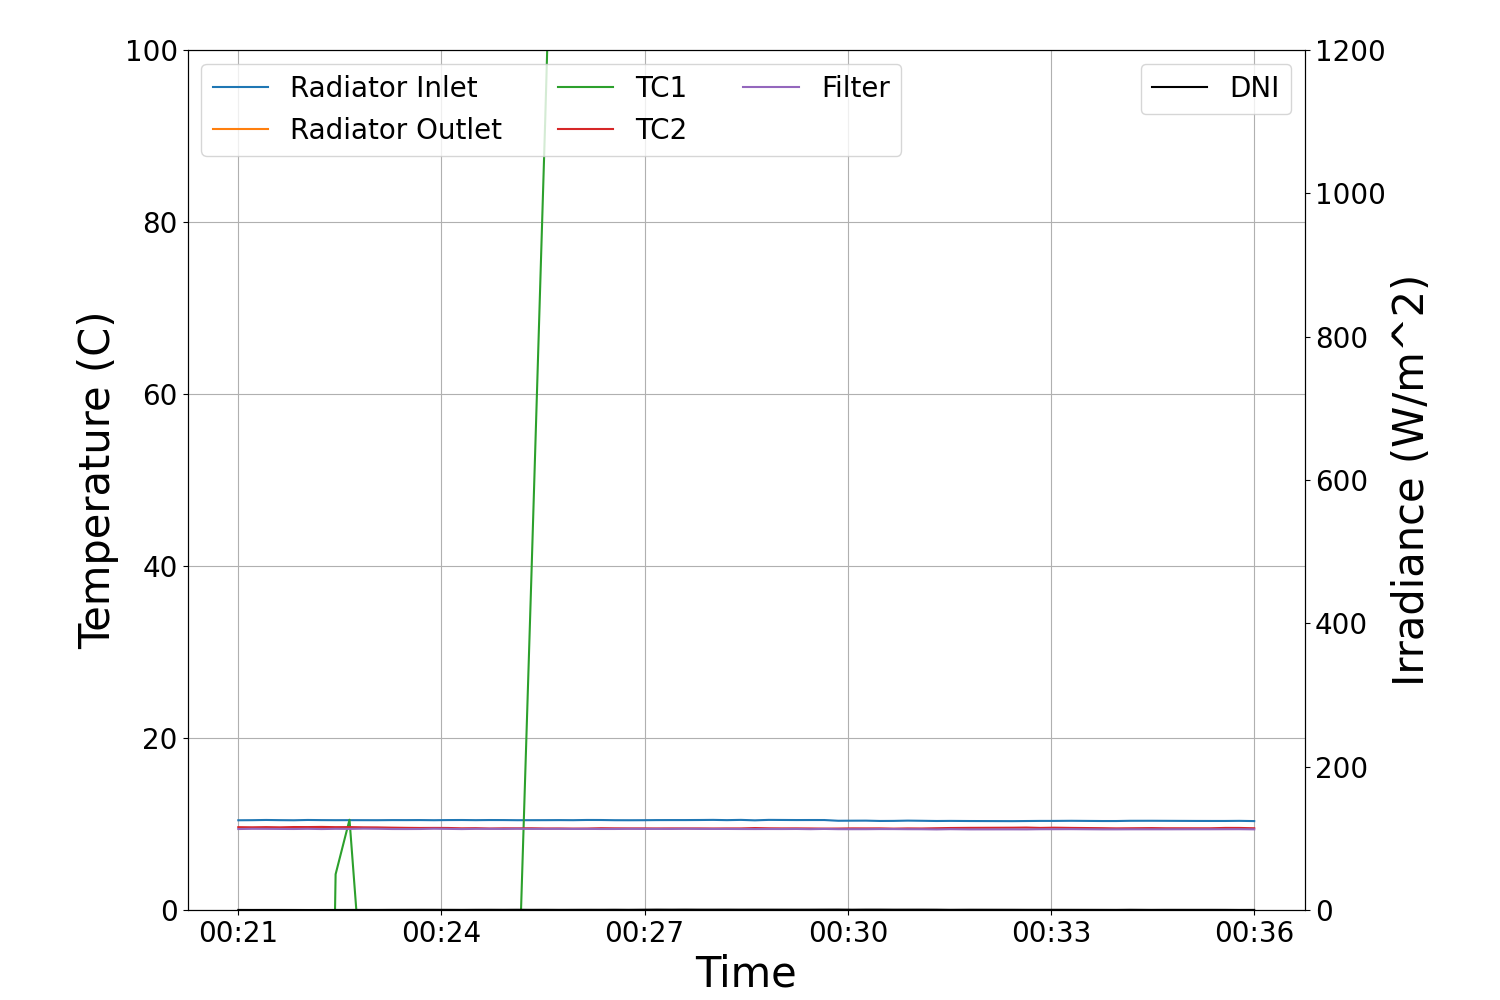 100
80
60
40
20
0
Temperature (C)
Radiator Inlet
Radiator Outlet
TC1
TC2
Filter
DNI
1200
1000
800
600
400
200
0
Irradiance (W/m^2)
00:21 00:24 00:27 00:30 00:33 00:36
Time